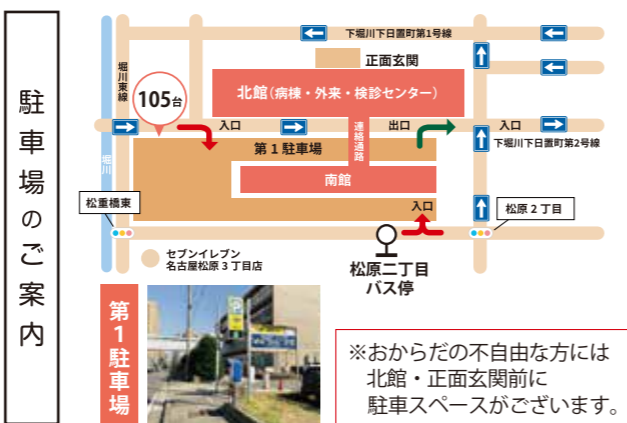 駐車場のご案内
下堀川下日置町第1号線
正面玄関
堀川東線
105台
北館(病棟・外来・検診センター)
入口
出口
入口
連絡通路
第1駐車場
下堀川下日置町第2号線
堀川
南館
入口
松重橋東
松原2丁目
セブンイレブン
名古屋松原3丁目店
松原二丁目
バス停
第1駐車場
※おからだの不自由な方には
北館・正面玄関前に
駐車スペースがございます。